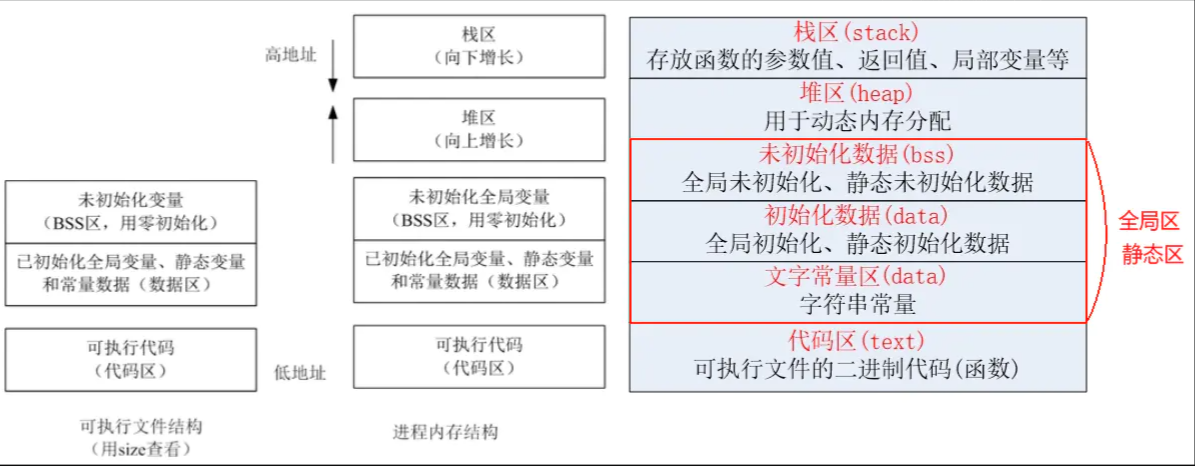 高地址
栈区
(向下增长)
堆区
(向上增长)
未初始化变量
(BSS区，用零初始化)
已初始化全局变量、静态变量
和常量数据（数据区）
可执行代码
（代码区）
可执行文件结构
（用size查看）
未初始化全局变量
(BSS区，用零初始化)
已初始化全局变量、静态变量
和常量数据（数据区）
低地址
可执行代码
（代码区）
进程内存结构
栈区(stack)
存放函数的参数值、返回值、局部变量等
堆区(heap)
用于动态内存分配
未初始化数据(bss)
全局未初始化、静态未初始化数据
初始化数据(data)
全局初始化、静态初始化数据
文字常量区(data)
字符串常量
代码区(text)
可执行文件的二进制代码(函数)
全局区
静态区